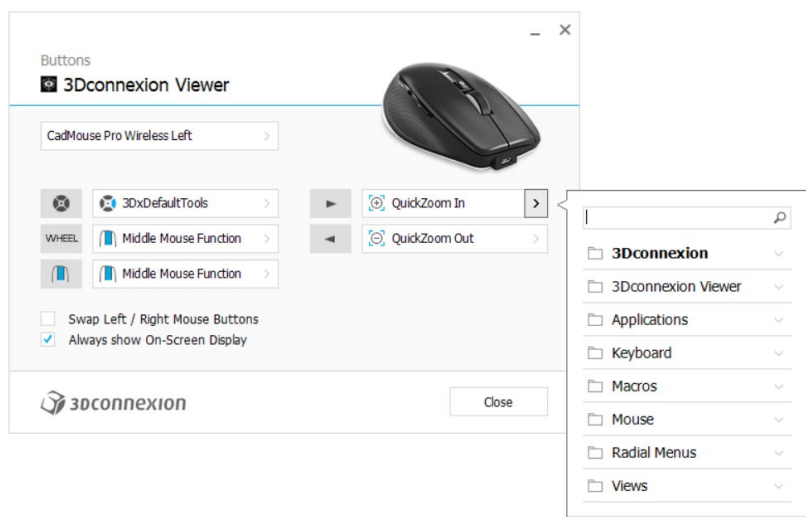 Buttons
3Dconnexion Viewer
CadMouse Pro Wireless Left
3DxDefaultTools
WHEEL
Middle Mouse Function
Middle Mouse Function
QuickZoom In
QuickZoom Out
Swap Left / Right Mouse Buttons
Always show On-Screen Display
3Dconnexion
Close
3Dconnexion
3Dconnexion Viewer
Applications
Keyboard
Macros
Mouse
Radial Menus
Views